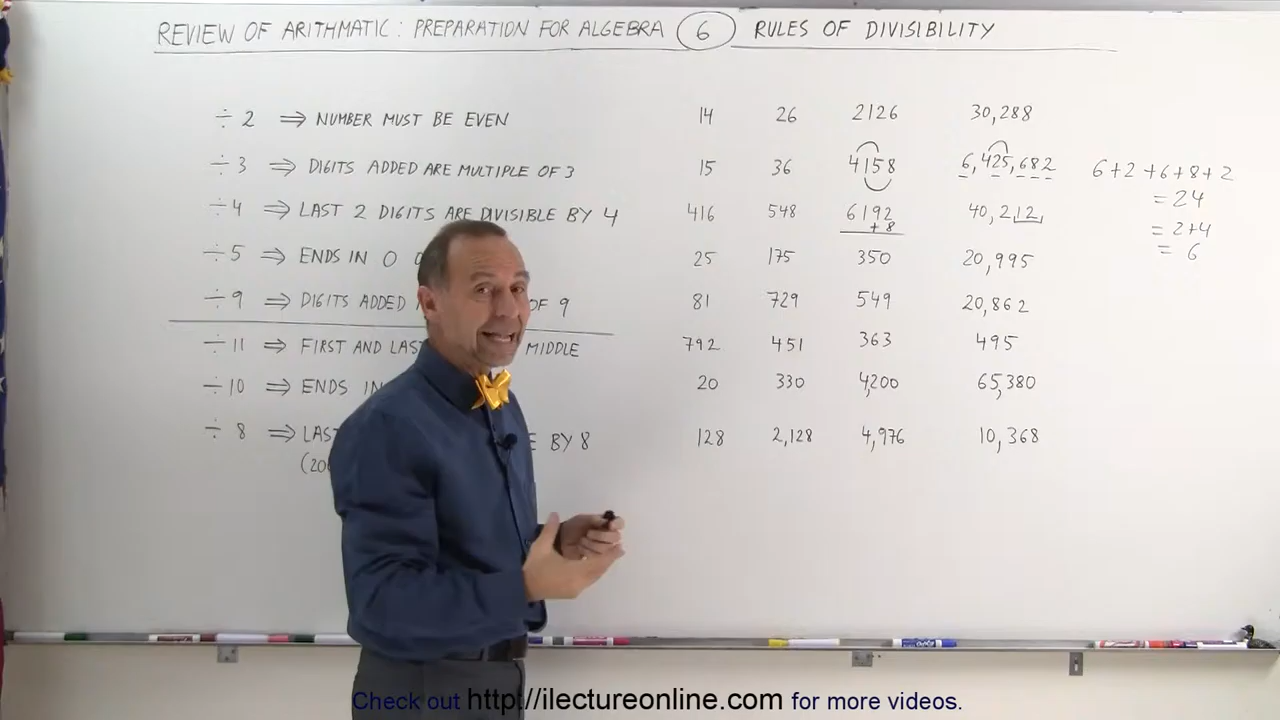 REVIEW OF ARITHMATIC: PREPARATION FOR ALGEBRA 6 RULES OF DIVISIBILITY
÷ 2 ⇒ NUMBER MUST BE EVEN 14 26 2126 30,288
÷ 3 ⇒ DIGITS ADDED ARE MULTIPLE OF 3 15 36 4158 6,425,682 6+2+6+8+2
= 24
÷ 4 ⇒ LAST 2 DIGITS ARE DIVISIBLE BY 4 416 548 6192 40,212
+8
= 2+4
÷ 5 ⇒ ENDS IN 0 25 175 350 20,995 = 6
÷ 9 ⇒ DIGITS ADDED OF 9 81 729 549 20,862
÷ 11 ⇒ FIRST AND MIDDLE 792 451 363 495
÷ 10 ⇒ ENDS 20 330 4,200 65,380
÷ 8 ⇒ BY 8 128 2,128 4,976 10,368
Check out http://ilectureonline.com for more videos.